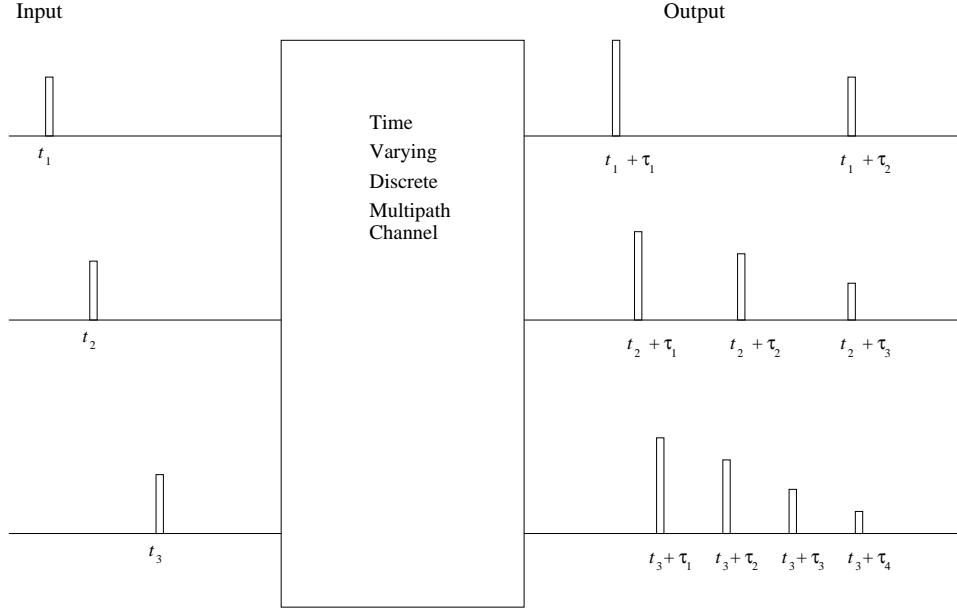 Input Output
Time
Varying
Discrete
Multipath
Channel
t₁ t₁ + τ₁ t₁ + τ₂
t₂ t₂ + τ₁ t₂ + τ₂ t₂ + τ₃
t₃ t₃ + τ₁ t₃ + τ₂ t₃ + τ₃ t₃ + τ₄